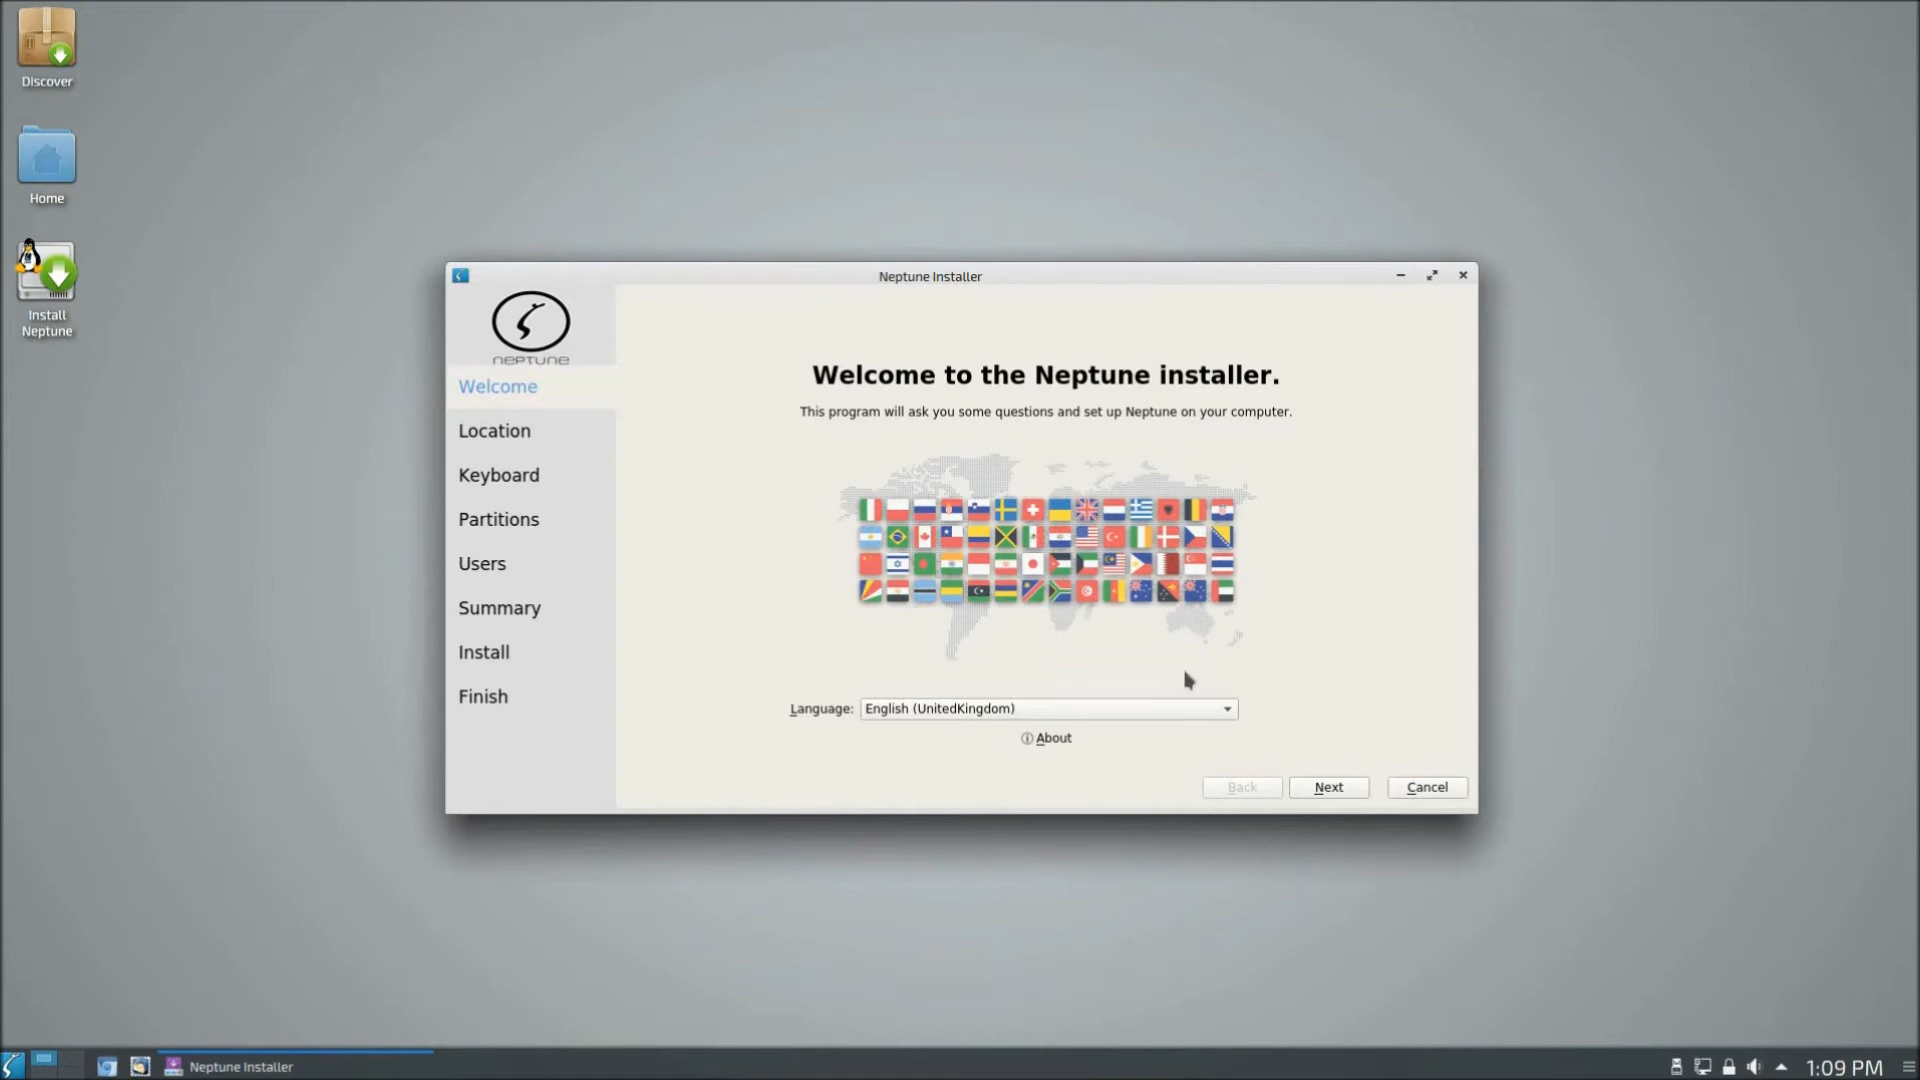 Discover
Home
Install
Neptune
Neptune Installer
neptune
Welcome
Location
Keyboard
Partitions
Users
Summary
Install
Finish
Welcome to the Neptune installer.
This program will ask you some questions and set up Neptune on your computer.
Language: English (UnitedKingdom)
About
Back Next Cancel
Neptune Installer
1:09 PM